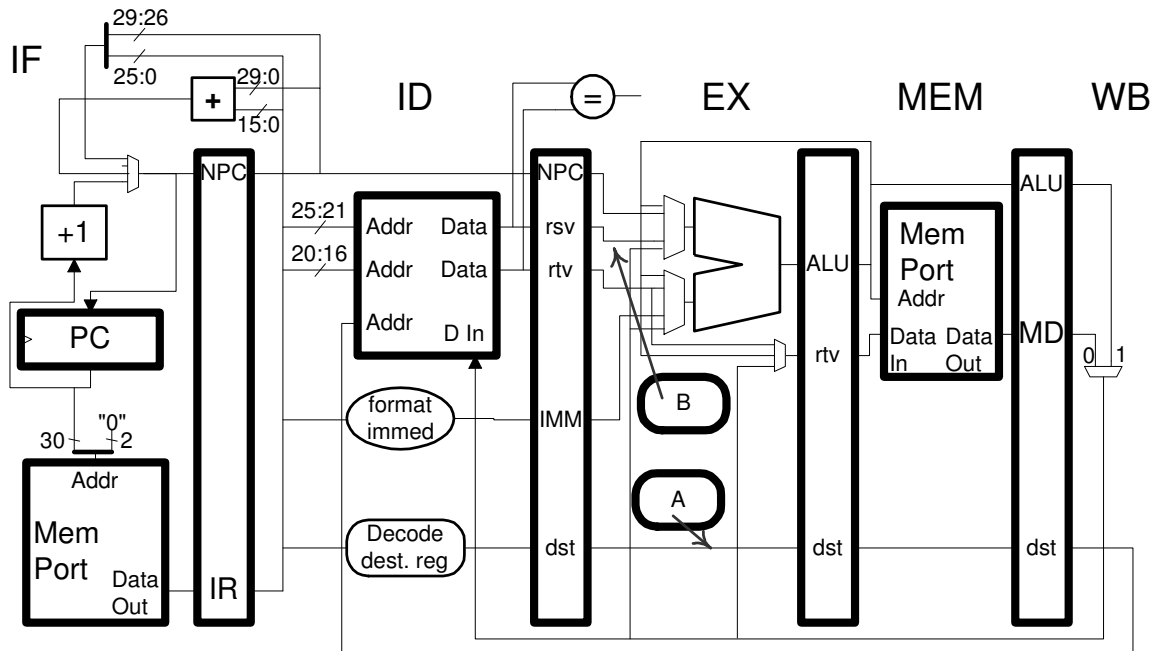 29:26
IF
25:0
+
29:0
15:0
ID
=
EX
MEM
WB
NPC
NPC
ALU
+1
25:21
Addr
Data
rsv
20:16
Addr
Data
rtv
ALU
Mem
Port
Addr
PC
Addr
D In
Data
In
Data
Out
MD
rtv
0
1
format
immed
IMM
B
"0"
30
2
Addr
Mem
Port
Data
Out
IR
Decode
dest. reg
dst
A
dst
dst